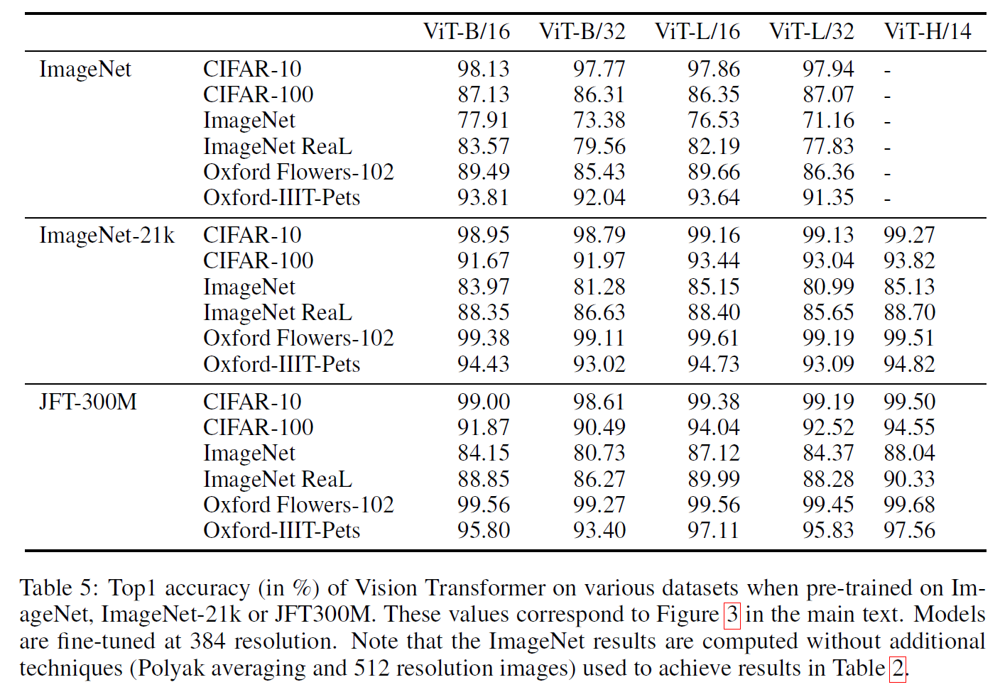 ViT-B/16 ViT-B/32 ViT-L/16 ViT-L/32 ViT-H/14
ImageNet CIFAR-10 98.13 97.77 97.86 97.94 -
CIFAR-100 87.13 86.31 86.35 87.07 -
ImageNet 77.91 73.38 76.53 71.16 -
ImageNet ReaL 83.57 79.56 82.19 77.83 -
Oxford Flowers-102 89.49 85.43 89.66 86.36 -
Oxford-IIIT-Pets 93.81 92.04 93.64 91.35 -
ImageNet-21k CIFAR-10 98.95 98.79 99.16 99.13 99.27
CIFAR-100 91.67 91.97 93.44 93.04 93.82
ImageNet 83.97 81.28 85.15 80.99 85.13
ImageNet ReaL 88.35 86.63 88.40 85.65 88.70
Oxford Flowers-102 99.38 99.11 99.61 99.19 99.51
Oxford-IIIT-Pets 94.43 93.02 94.73 93.09 94.82
JFT-300M CIFAR-10 99.00 98.61 99.38 99.19 99.50
CIFAR-100 91.87 90.49 94.04 92.52 94.55
ImageNet 84.15 80.73 87.12 84.37 88.04
ImageNet ReaL 88.85 86.27 89.99 88.28 90.33
Oxford Flowers-102 99.56 99.27 99.56 99.45 99.68
Oxford-IIIT-Pets 95.80 93.40 97.11 95.83 97.56
Table 5: Top1 accuracy (in %) of Vision Transformer on various datasets when pre-trained on Im-
ageNet, ImageNet-21k or JFT300M. These values correspond to Figure 3 in the main text. Models
are fine-tuned at 384 resolution. Note that the ImageNet results are computed without additional
techniques (Polyak averaging and 512 resolution images) used to achieve results in Table 2.